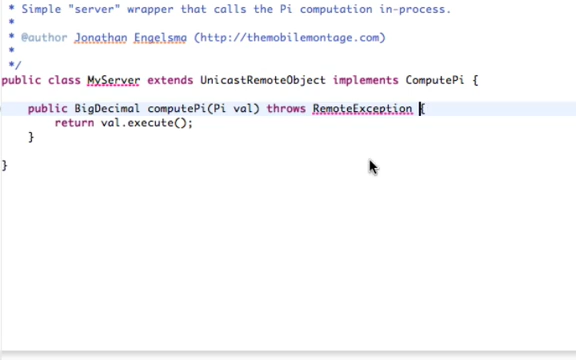 * Simple "server" wrapper that calls the Pi computation in-process.
*
* @author Jonathan Engelsma (http://themobilemontage.com)
*
*/
public class MyServer extends UnicastRemoteObject implements ComputePi {
public BigDecimal computePi(Pi val) throws RemoteException {
return val.execute();
}
}